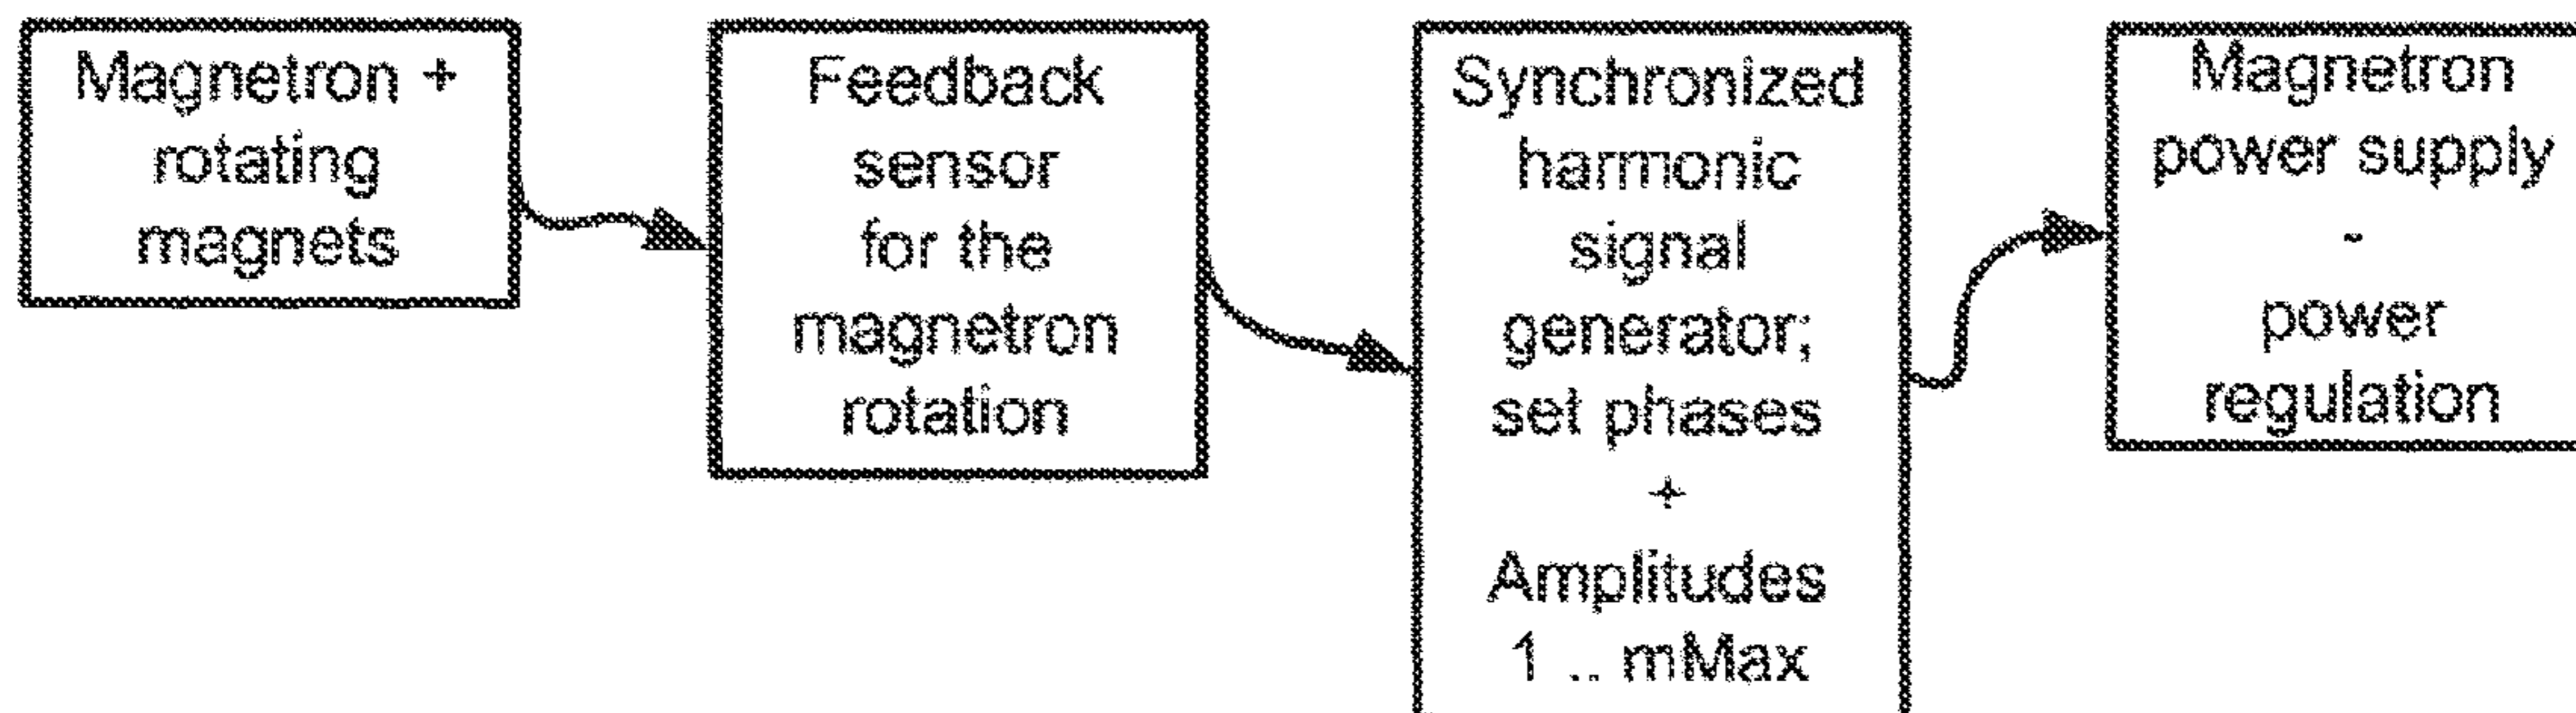 Magnetron +
rotating
magnets
Feedback
sensor
for the
magnetron
rotation
Synchronized
harmonic
signal
generator;
set phases
+
Amplitudes
1 .. mMax
Magnetron
power supply
-
power
regulation